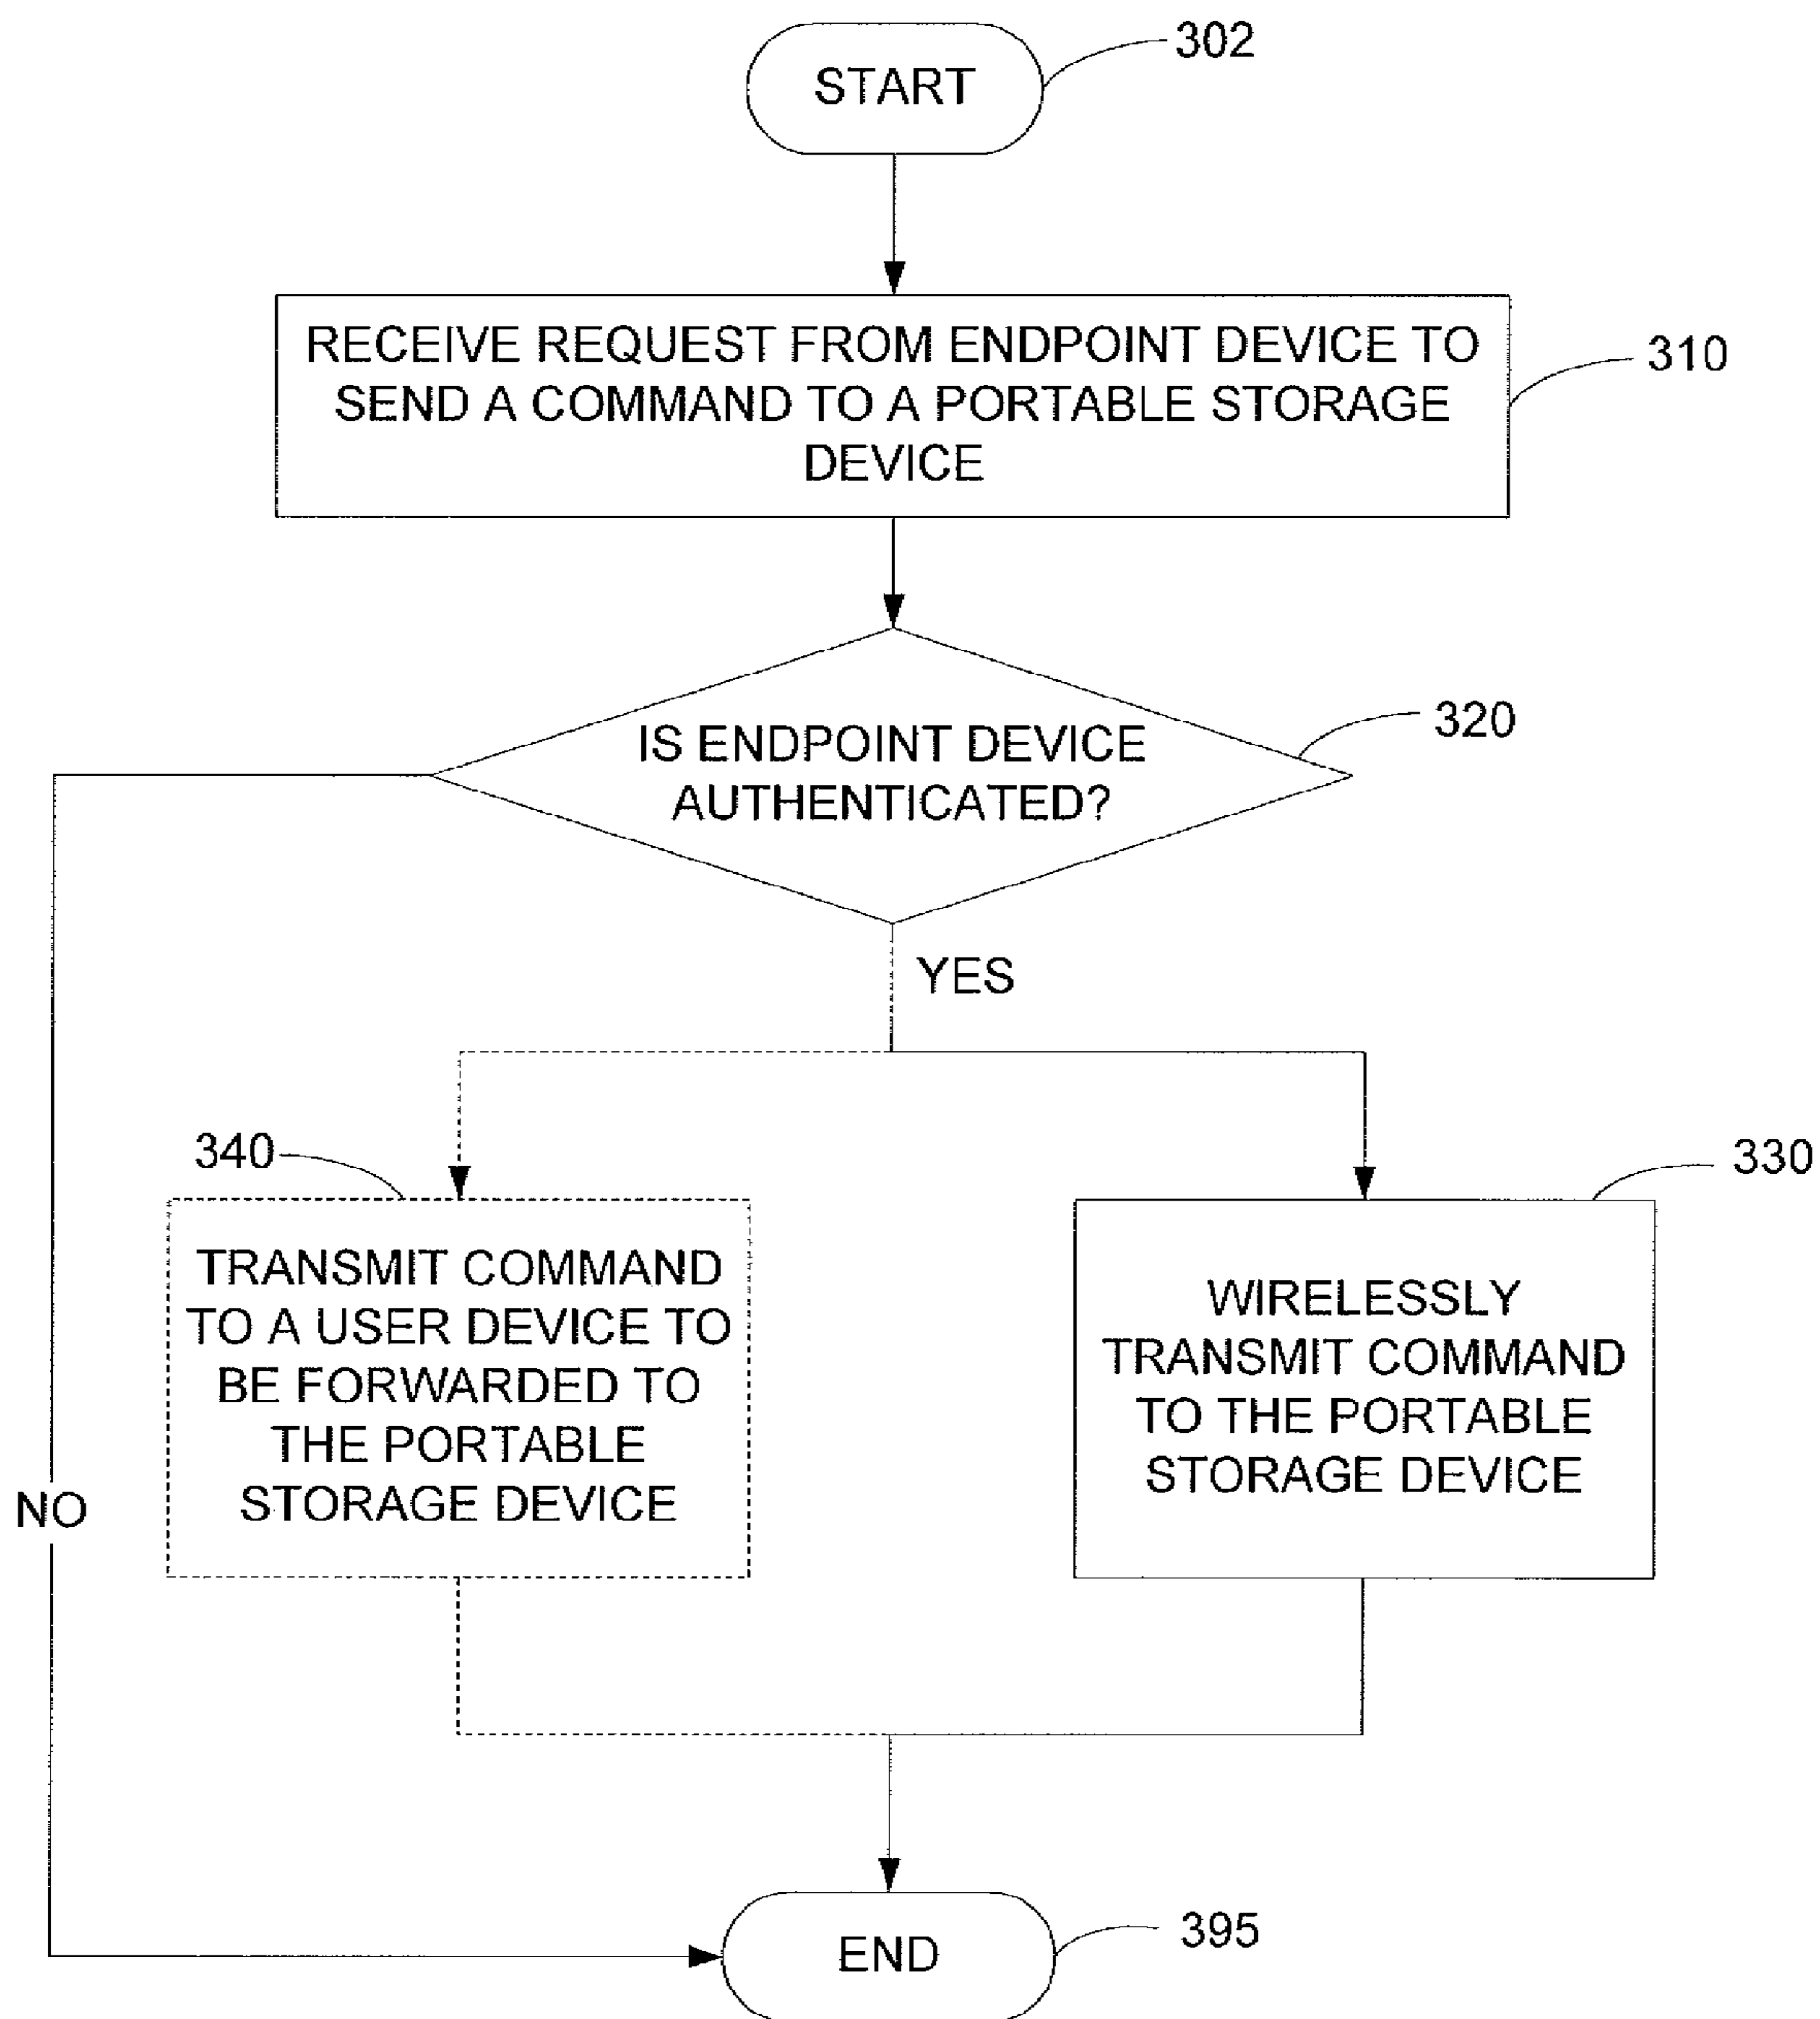 START
302
RECEIVE REQUEST FROM ENDPOINT DEVICE TO
SEND A COMMAND TO A PORTABLE STORAGE
DEVICE
310
IS ENDPOINT DEVICE
AUTHENTICATED?
320
YES
340
330
TRANSMIT COMMAND
TO A USER DEVICE TO
BE FORWARDED TO
THE PORTABLE
STORAGE DEVICE
WIRELESSLY
TRANSMIT COMMAND
TO THE PORTABLE
STORAGE DEVICE
NO
END
395